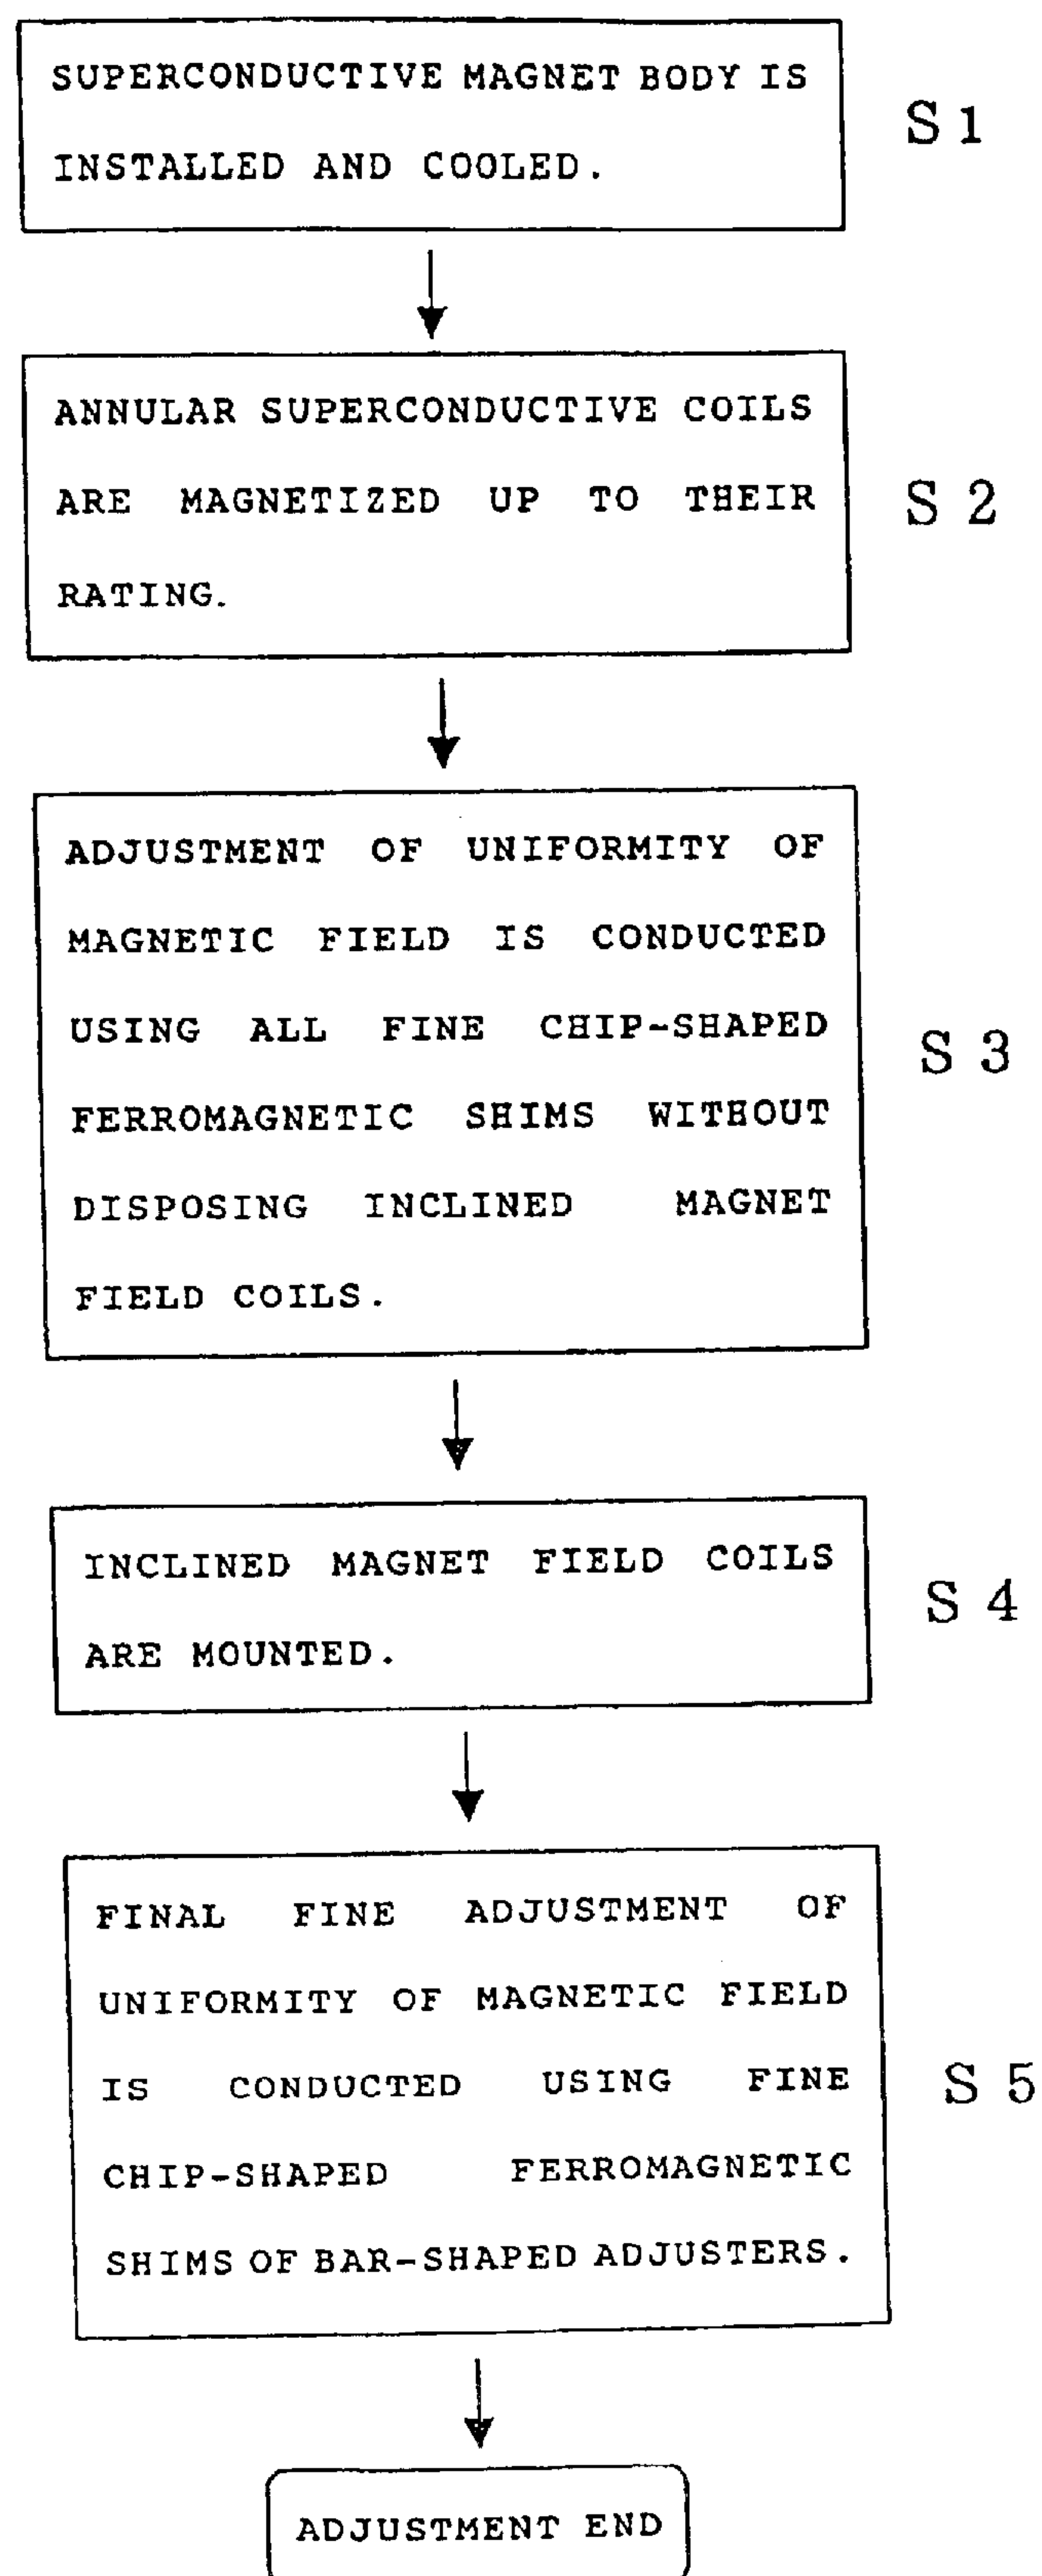 SUPERCONDUCTIVE MAGNET BODY IS
INSTALLED AND COOLED.
S1
ANNULAR SUPERCONDUCTIVE COILS
ARE MAGNETIZED UP TO THEIR
RATING.
S2
ADJUSTMENT OF UNIFORMITY OF
MAGNETIC FIELD IS CONDUCTED
USING ALL FINE CHIP-SHAPED
FERROMAGNETIC SHIMS WITHOUT
DISPOSING INCLINED MAGNET
FIELD COILS.
S3
INCLINED MAGNET FIELD COILS
ARE MOUNTED.
S4
FINAL FINE ADJUSTMENT OF
UNIFORMITY OF MAGNETIC FIELD
IS CONDUCTED USING FINE
CHIP-SHAPED FERROMAGNETIC
SHIMS OF BAR-SHAPED ADJUSTERS.
S5
ADJUSTMENT END